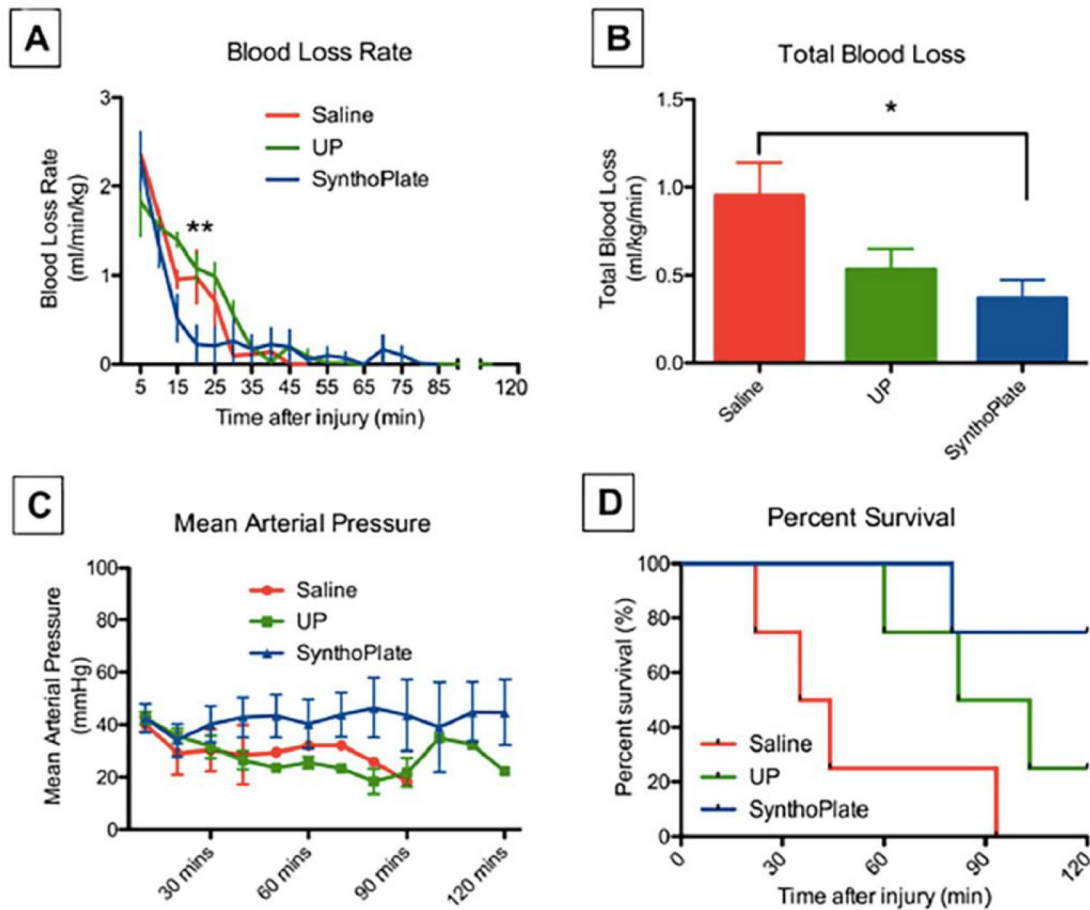 A
Blood Loss Rate
Blood Loss Rate
(ml/min/kg)
3
2
1
0
Saline
UP
SynthoPlate
**
5 15 25 35 45 55 65 75 85 120
Time after injury (min)
B
Total Blood Loss
Total Blood Loss
(ml/kg/min)
1.5
1.0
0.5
0.0
*
Saline
UP
SynthoPlate
C
Mean Arterial Pressure
Mean Arterial Pressure
(mmHg)
100
80
60
40
20
0
Saline
UP
SynthoPlate
30 mins
60 mins
90 mins
120 mins
D
Percent Survival
Percent survival (%)
100
80
60
40
20
0
Saline
UP
SynthoPlate
0 30 60 90 120
Time after injury (min)